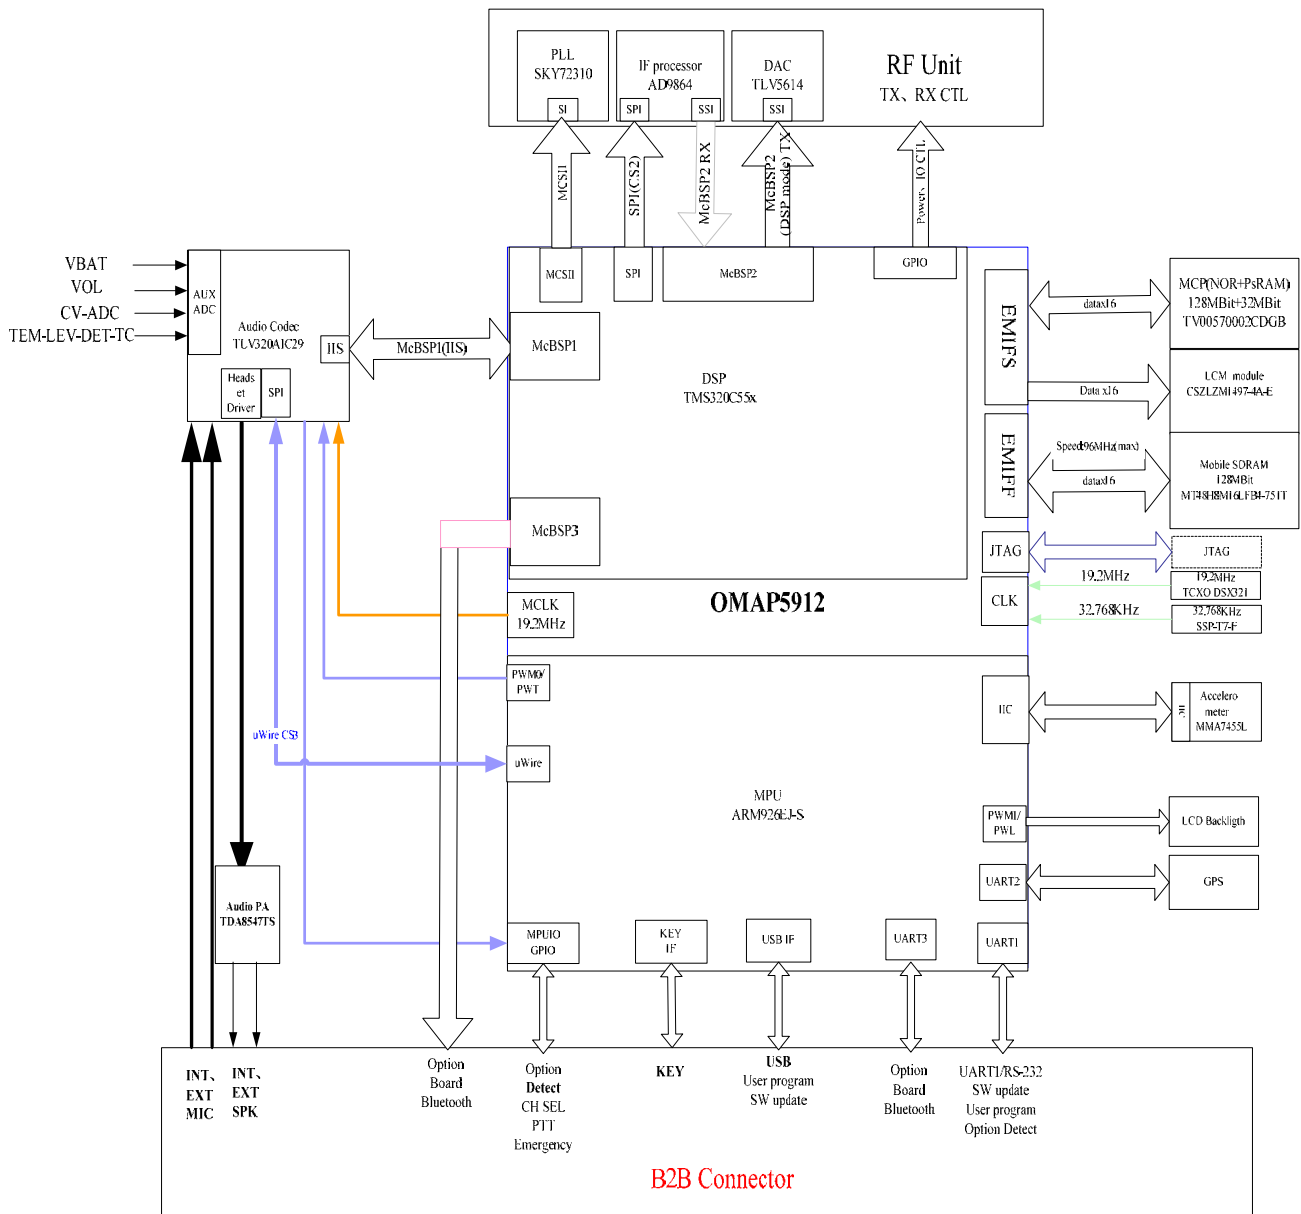 PLL
SKY72310
SI
IF processor
AD9864
SPI
SSI
DAC
TLV5614
SSI
RF Unit
TX、RX CTL
MCSI1
SPI(CS2)
McBSP2 RX
McBSP2
(DSP mode) TX
Power、IO CTL
VBAT
VOL
CV-ADC
TEM-LEV-DET-TC
AUX
ADC
Audio Codec
TLV320AIC29
IIS
Heads
et
Driver
SPI
McBSP1(IIS)
MCSI1
SPI
McBSP2
GPIO
McBSP1
DSP
TMS320C55x
McBSP3
EMIFS
EMIFF
JTAG
CLK
datax16
Data x16
Speed:96MHz(max)
datax16
19.2MHz
32.768KHz
MCP(NOR+PsRAM)
128MBit+32MBit
TV00570002CDGB
LCM module
CSZLZM1497-4A-E
Mobile SDRAM
128MBit
MT48H8M16LFB4-75IT
JTAG
19.2MHz
TCXO DSX321
32.768KHz
SSP-T7-F
OMAP5912
MCLK
19.2MHz
PWM0/
PWT
uWire CS3
uWire
MPU
ARM926EJ-S
IIC
IIC
Accelero
meter
MMA7455L
PWM1/
PWL
LCD Backligth
UART2
GPS
Audio PA
TDA8547TS
MPUIO
GPIO
KEY
IF
USB IF
UART3
UART1
INT、
EXT
MIC
INT、
EXT
SPK
Option
Board
Bluetooth
Option
Detect
CH SEL
PTT
Emergency
KEY
USB
User program
SW update
Option
Board
Bluetooth
UART1/RS-232
SW update
User program
Option Detect
B2B Connector